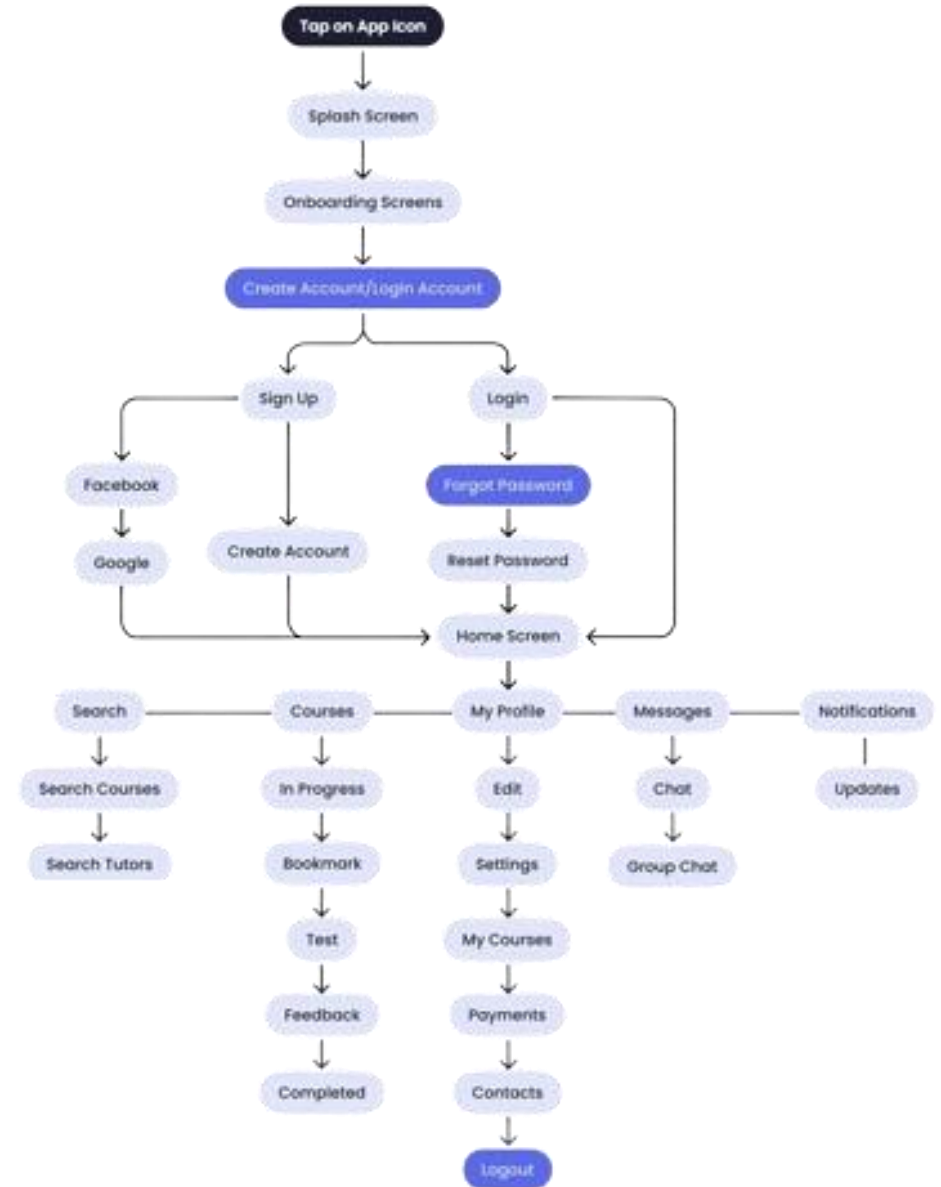 Tap on App Icon
Splash Screen
Onboarding Screens
Create Account/Login Account
Sign Up
Login
Facebook
Forgot Password
Google
Create Account
Reset Password
Home Screen
Search
Courses
My Profile
Messages
Notifications
Search Courses
In Progress
Edit
Chat
Updates
Search Tutors
Bookmark
Settings
Group Chat
Test
My Courses
Feedback
Payments
Completed
Contacts
Logout